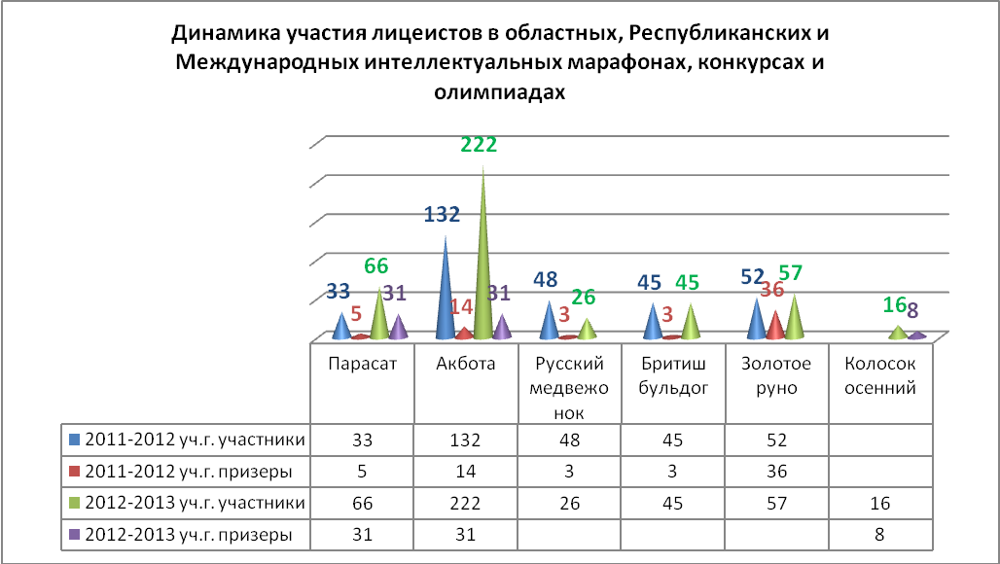 Динамика участия лицеистов в областных, Республиканских и
Международных интеллектуальных марафонах, конкурсах и
олимпиадах
222
132
66
33
5
31
14
31
48
3
26
45
3
45
52
36
57
16
8
Парасат Акбота Русский Бритиш Золотое Колосок
медвежо бульдог руно осенний
нок
2011-2012 уч.г. участники 33 132 48 45 52
2011-2012 уч.г. призеры 5 14 3 3 36
2012-2013 уч.г. участники 66 222 26 45 57 16
2012-2013 уч.г. призеры 31 31 8